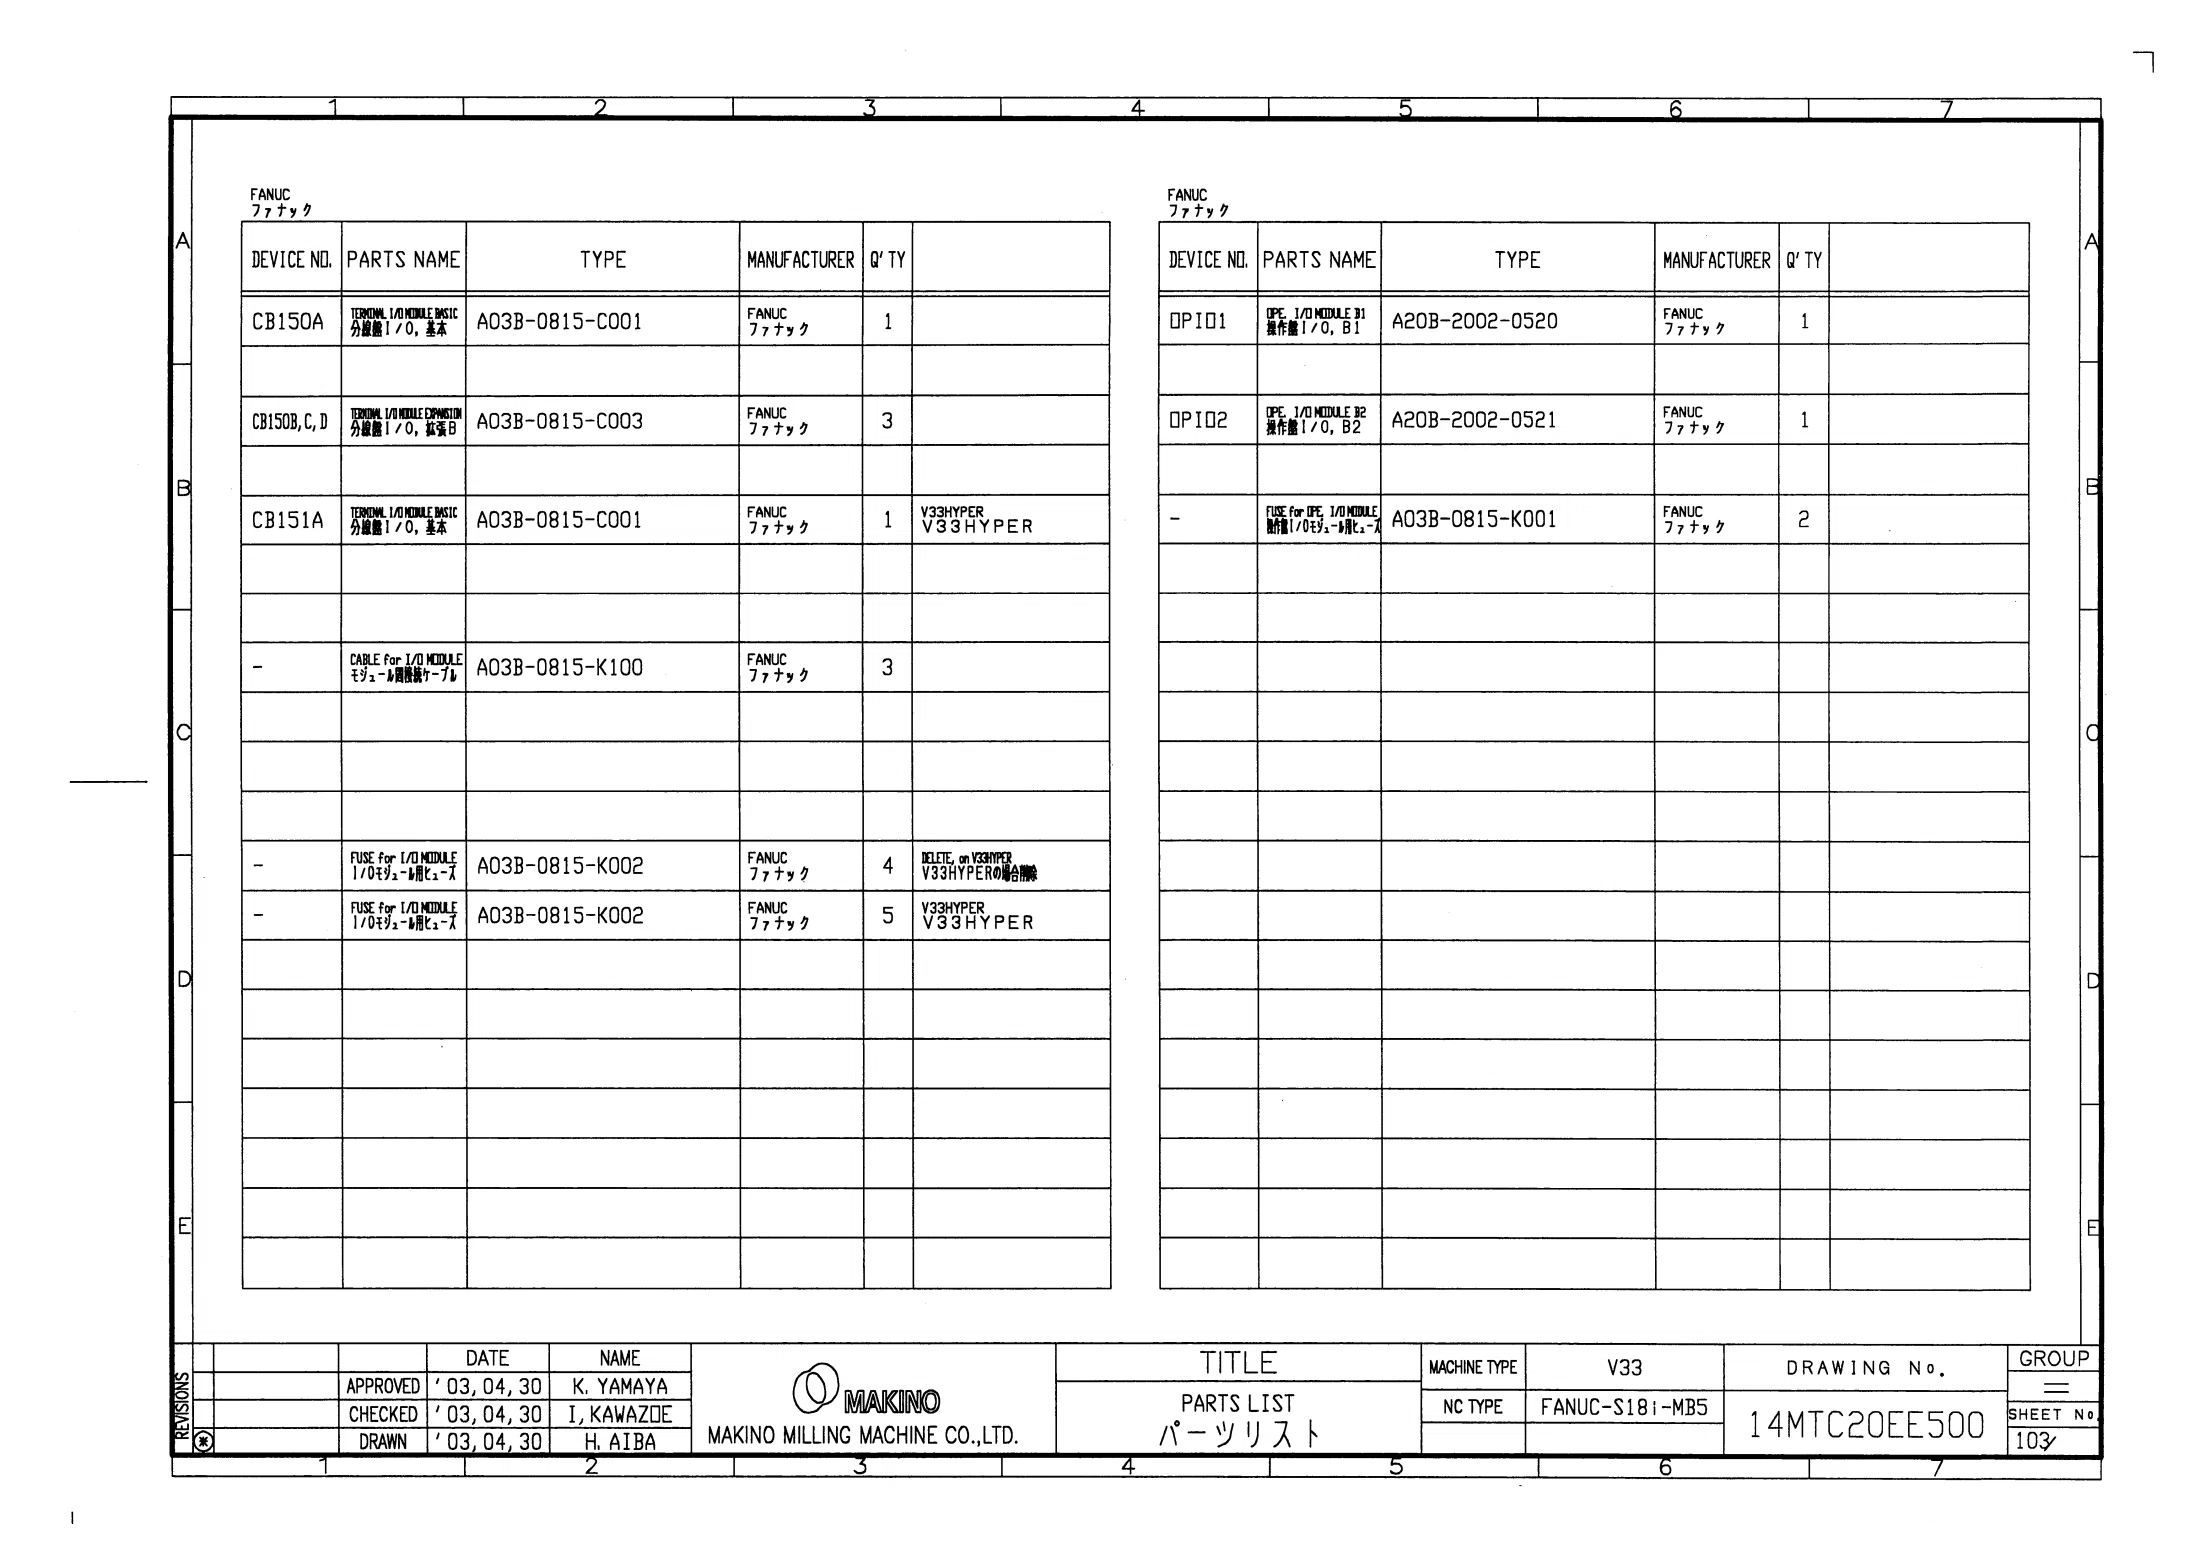 1 2 3 4 5 6 7
A B C D E
FANUC
ファナック
DEVICE NO. PARTS NAME TYPE MANUFACTURER Q'TY
CB150A TERMINAL I/O MODULE BASIC A03B-0815-C001 FANUC 1
分線盤I/O, 基本 ファナック
CB150B,C,D TERMINAL I/O MODULE EXPANSION A03B-0815-C003 FANUC 3
分線盤I/O, 拡張B ファナック
CB151A TERMINAL I/O MODULE BASIC A03B-0815-C001 FANUC 1 V33HYPER
分線盤I/O, 基本 ファナック V33HYPER
- CABLE for I/O MODULE A03B-0815-K100 FANUC 3
モジュール間接続ケーブル ファナック
- FUSE for I/O MODULE A03B-0815-K002 FANUC 4 DELETE, on V33HYPER
I/Oモジュール用ヒューズ ファナック V33HYPERの場合削除
- FUSE for I/O MODULE A03B-0815-K002 FANUC 5 V33HYPER
I/Oモジュール用ヒューズ ファナック V33HYPER
FANUC
ファナック
DEVICE NO. PARTS NAME TYPE MANUFACTURER Q'TY
OPIO1 OPE. I/O MODULE B1 A20B-2002-0520 FANUC 1
操作盤I/O, B1 ファナック
OPIO2 OPE. I/O MODULE B2 A20B-2002-0521 FANUC 1
操作盤I/O, B2 ファナック
- FUSE for OPE. I/O MODULE A03B-0815-K001 FANUC 2
操作盤I/Oモジュール用ヒューズ ファナック
A B C D E
REVISIONS
DATE NAME
APPROVED '03,04,30 K. YAMAYA
CHECKED '03,04,30 I, KAWAZOE
DRAWN '03,04,30 H. AIBA
MAKINO
MAKINO MILLING MACHINE CO.,LTD.
TITLE
PARTS LIST
パーツリスト
MACHINE TYPE V33
NC TYPE FANUC-S18i-MB5
DRAWING No.
14MTC20EE500
GROUP
=
SHEET No.
103/
1 2 3 4 5 6 7